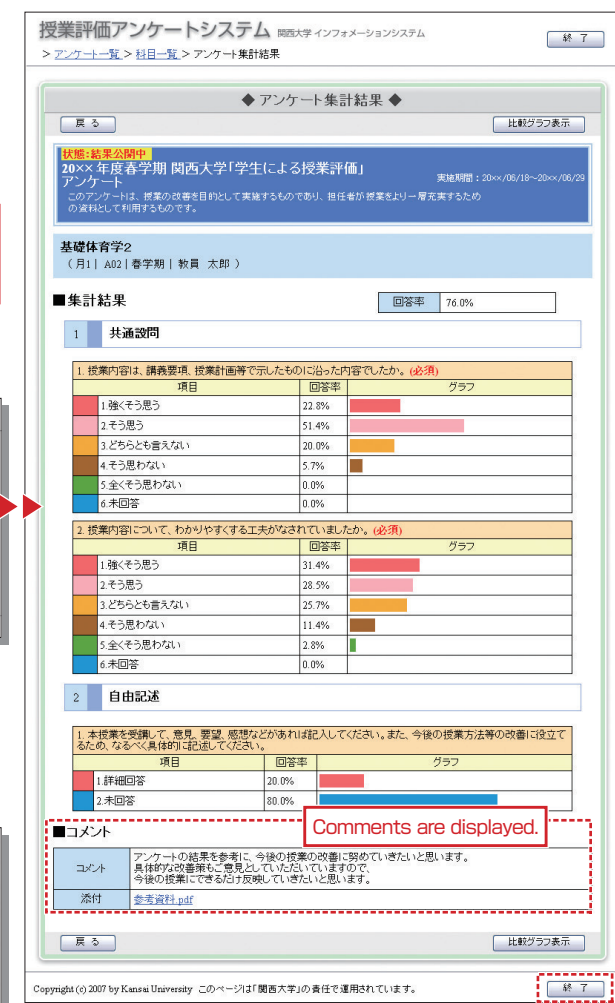 授業評価アンケートシステム 関西大学 インフォメーションシステム
終 了
> アンケート一覧 > 科目一覧 > アンケート集計結果
◆ アンケート集計結果 ◆
戻 る
比較グラフ表示
状態:結果公開中
20××年度春学期 関西大学「学生による授業評価」
アンケート
実施期間：20××/06/18～20××/06/29
このアンケートは、授業の改善を目的として実施するものであり、担任者が授業をより一層充実するため
の資料として利用するものです。
基礎体育学2
( 月1 | A02 | 春学期 | 教員 太郎 )
■集計結果
回答率 76.0%
1 共通設問
1. 授業内容は、講義要項、授業計画等で示したものに沿った内容でしたか。(必須)
項目 回答率 グラフ
1.強くそう思う 22.8%
2.そう思う 51.4%
3.どちらとも言えない 20.0%
4.そう思わない 5.7%
5.全くそう思わない 0.0%
6.未回答 0.0%
2. 授業内容について、わかりやすくする工夫がなされていましたか。(必須)
項目 回答率 グラフ
1.強くそう思う 31.4%
2.そう思う 28.5%
3.どちらとも言えない 25.7%
4.そう思わない 11.4%
5.全くそう思わない 2.8%
6.未回答 0.0%
2 自由記述
1. 本授業を受講して、意見、要望、感想などがあれば記入してください。また、今後の授業方法等の改善に役立て
るため、なるべく具体的に記述してください。
項目 回答率 グラフ
1.詳細回答 20.0%
2.未回答 80.0%
Comments are displayed.
■コメント
コメント
アンケートの結果を参考に、今後の授業の改善に努めていきたいと思います。
具体的な改善策もご意見としていただいていますので、
今後の授業にできるだけ反映していきたいと思います。
添付 参考資料.pdf
戻 る
比較グラフ表示
Copyright (c) 2007 by Kansai University このページは「関西大学」の責任で運用されています。
終 了